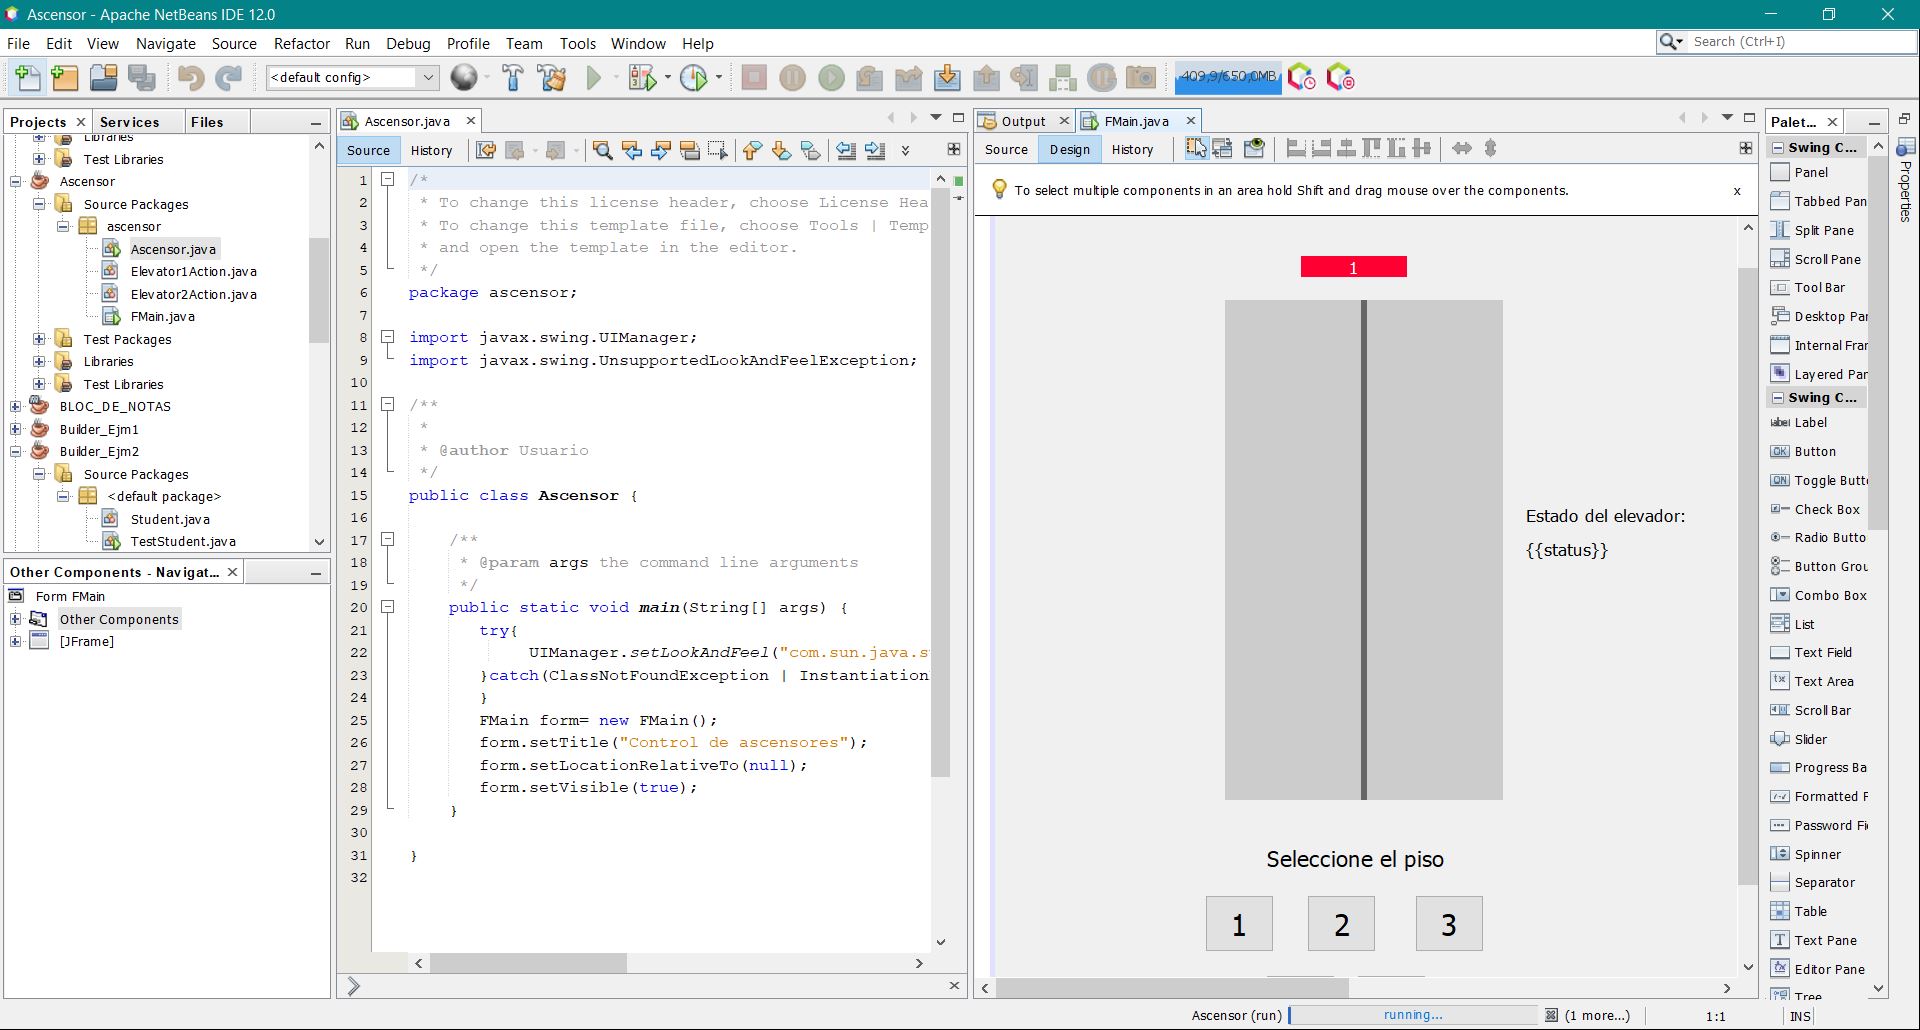 Ascensor - Apache NetBeans IDE 12.0
File Edit View Navigate Source Refactor Run Debug Profile Team Tools Window Help
Search (Ctrl+I)
<default config>
409,9/650,0MB
Projects Services Files
Libraries
Test Libraries
Ascensor
Source Packages
ascensor
Ascensor.java
Elevator1Action.java
Elevator2Action.java
FMain.java
Test Packages
Libraries
Test Libraries
BLOC_DE_NOTAS
Builder_Ejm1
Builder_Ejm2
Source Packages
<default package>
Student.java
TestStudent.java
Other Components - Navigat...
Form FMain
Other Components
[JFrame]
Ascensor.java
Source History
1 /*
2 * To change this license header, choose License Hea
3 * To change this template file, choose Tools | Temp
4 * and open the template in the editor.
5 */
6 package ascensor;
7
8 import javax.swing.UIManager;
9 import javax.swing.UnsupportedLookAndFeelException;
10
11 /**
12 *
13 * @author Usuario
14 */
15 public class Ascensor {
16
17 /**
18 * @param args the command line arguments
19 */
20 public static void main(String[] args) {
21 try{
22 UIManager.setLookAndFeel("com.sun.java.s
23 }catch(ClassNotFoundException | Instantiation
24 }
25 FMain form= new FMain();
26 form.setTitle("Control de ascensores");
27 form.setLocationRelativeTo(null);
28 form.setVisible(true);
29 }
30
31 }
32
Output FMain.java
Source Design History
To select multiple components in an area hold Shift and drag mouse over the components. x
1
Estado del elevador:
{{status}}
Seleccione el piso
1 2 3
Palet...
Swing C...
Panel
Tabbed Pan
Split Pane
Scroll Pane
Tool Bar
Desktop Par
Internal Frar
Layered Par
Swing C...
Label
Button
Toggle Butt
Check Box
Radio Butto
Button Grou
Combo Box
List
Text Field
Text Area
Scroll Bar
Slider
Progress Ba
Formatted F
Password Fi
Spinner
Separator
Table
Text Pane
Editor Pane
Tree
Properties
Ascensor (run) running... (1 more...) 1:1 INS